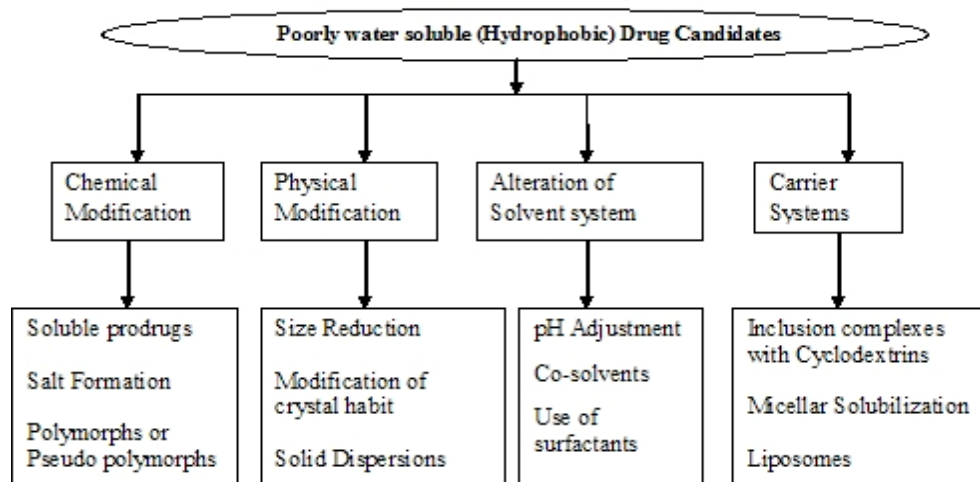 Poorly water soluble (Hydrophobic) Drug Candidates
Chemical
Modification
Physical
Modification
Alteration of
Solvent system
Carrier
Systems
Soluble prodrugs
Salt Formation
Polymorphs or
Pseudo polymorphs
Size Reduction
Modification of
crystal habit
Solid Dispersions
pH Adjustment
Co-solvents
Use of
surfactants
Inclusion complexes
with Cyclodextrins
Micellar Solubilization
Liposomes